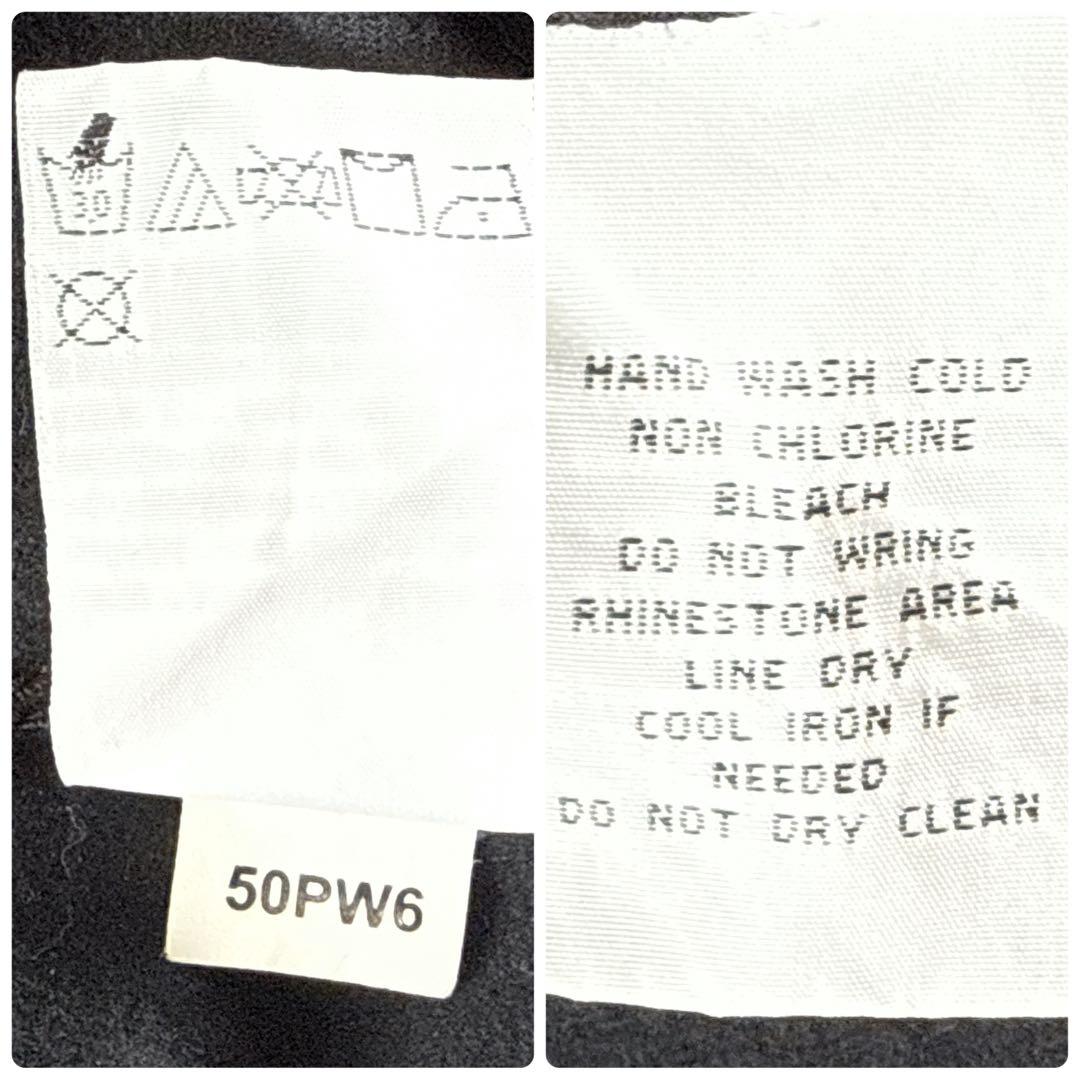 30
50PW6
HAND WASH COLD
NON CHLORINE
BLEACH
DO NOT WRING
RHINESTONE AREA
LINE DRY
COOL IRON IF
NEEDED
DO NOT DRY CLEAN